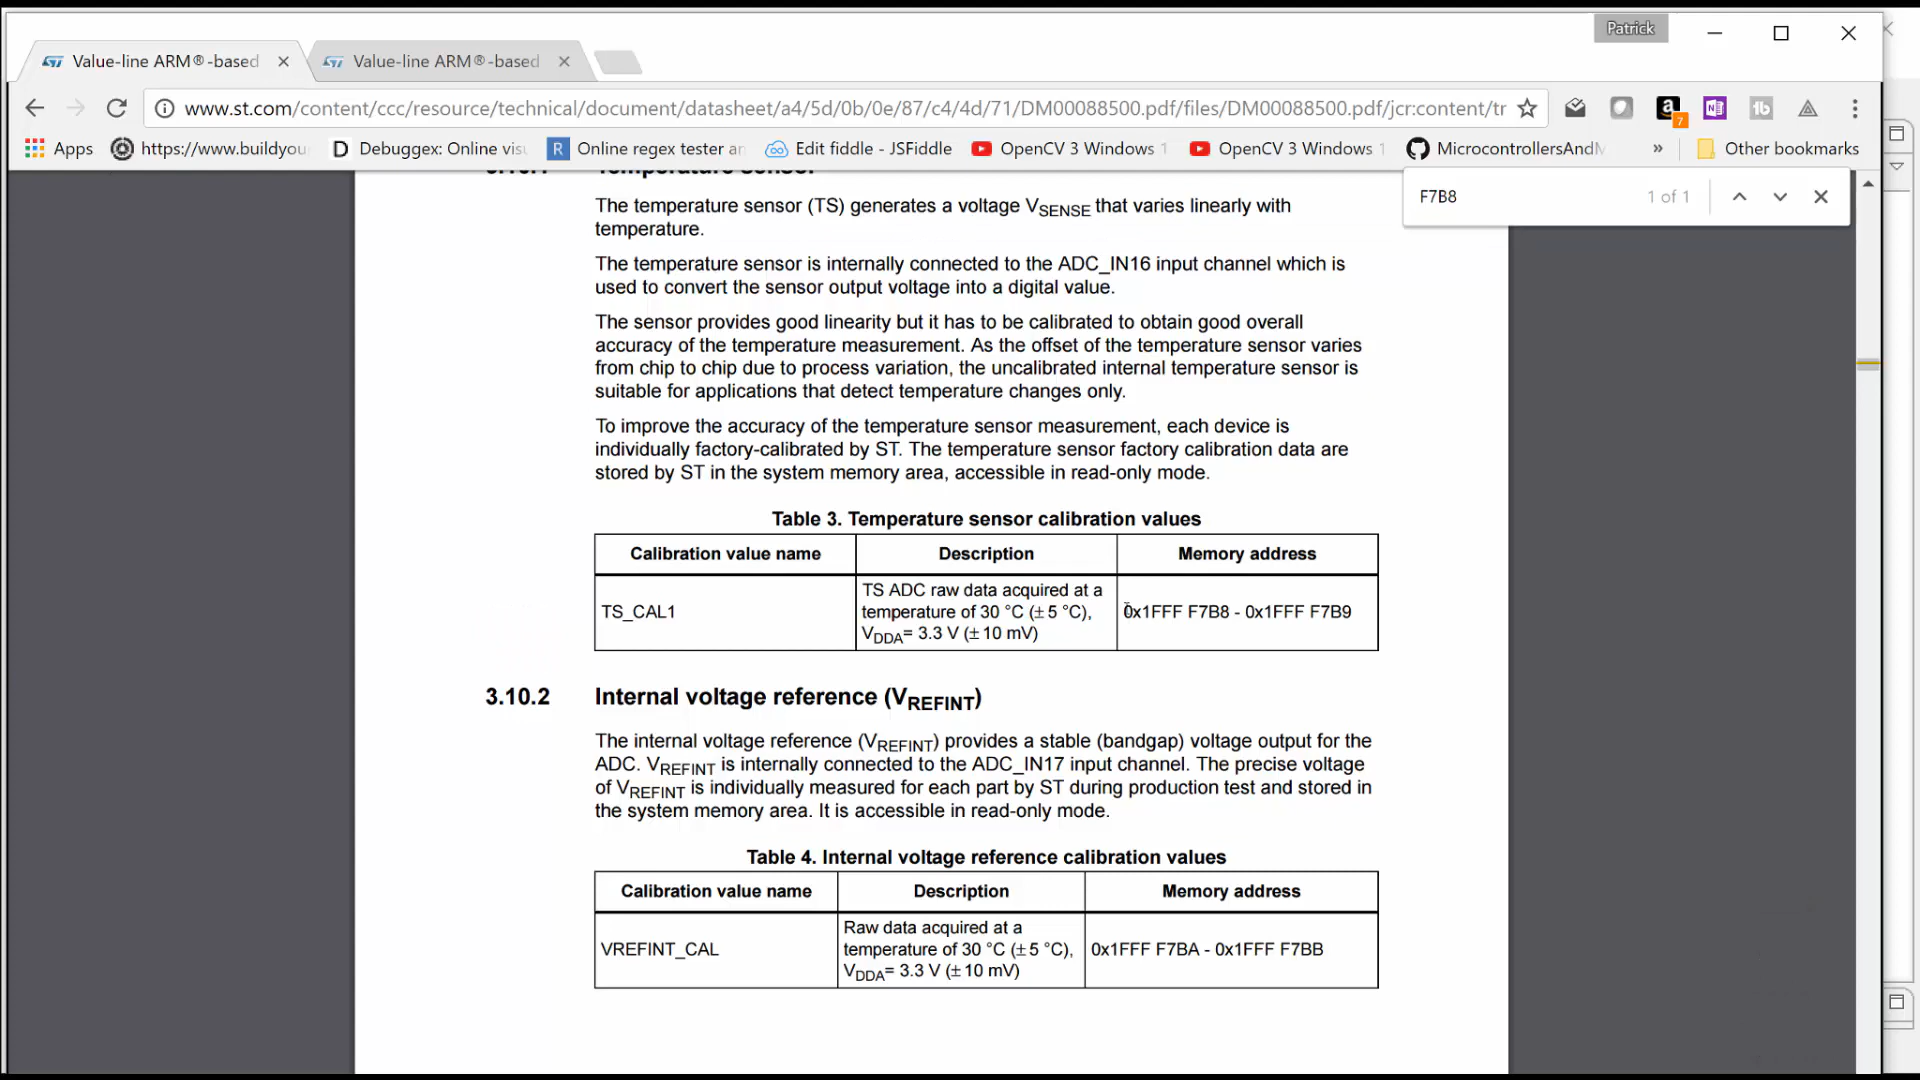 Patrick
Value-line ARM®-based
Value-line ARM®-based
www.st.com/content/ccc/resource/technical/document/datasheet/a4/5d/0b/0e/87/c4/4d/71/DM00088500.pdf/files/DM00088500.pdf/jcr:content/tr
7
Apps
https://www.buildyou
Debuggex: Online visu
Online regex tester an
Edit fiddle - JSFiddle
OpenCV 3 Windows 1
OpenCV 3 Windows 1
MicrocontrollersAndM
»
Other bookmarks
F7B8 1 of 1
3.10.1 Temperature sensor
The temperature sensor (TS) generates a voltage VSENSE that varies linearly with
temperature.
The temperature sensor is internally connected to the ADC_IN16 input channel which is
used to convert the sensor output voltage into a digital value.
The sensor provides good linearity but it has to be calibrated to obtain good overall
accuracy of the temperature measurement. As the offset of the temperature sensor varies
from chip to chip due to process variation, the uncalibrated internal temperature sensor is
suitable for applications that detect temperature changes only.
To improve the accuracy of the temperature sensor measurement, each device is
individually factory-calibrated by ST. The temperature sensor factory calibration data are
stored by ST in the system memory area, accessible in read-only mode.
Table 3. Temperature sensor calibration values
Calibration value name Description Memory address
TS_CAL1
TS ADC raw data acquired at a
temperature of 30 °C (± 5 °C),
VDDA= 3.3 V (± 10 mV)
0x1FFF F7B8 - 0x1FFF F7B9
3.10.2 Internal voltage reference (VREFINT)
The internal voltage reference (VREFINT) provides a stable (bandgap) voltage output for the
ADC. VREFINT is internally connected to the ADC_IN17 input channel. The precise voltage
of VREFINT is individually measured for each part by ST during production test and stored in
the system memory area. It is accessible in read-only mode.
Table 4. Internal voltage reference calibration values
Calibration value name Description Memory address
VREFINT_CAL
Raw data acquired at a
temperature of 30 °C (± 5 °C),
VDDA= 3.3 V (± 10 mV)
0x1FFF F7BA - 0x1FFF F7BB